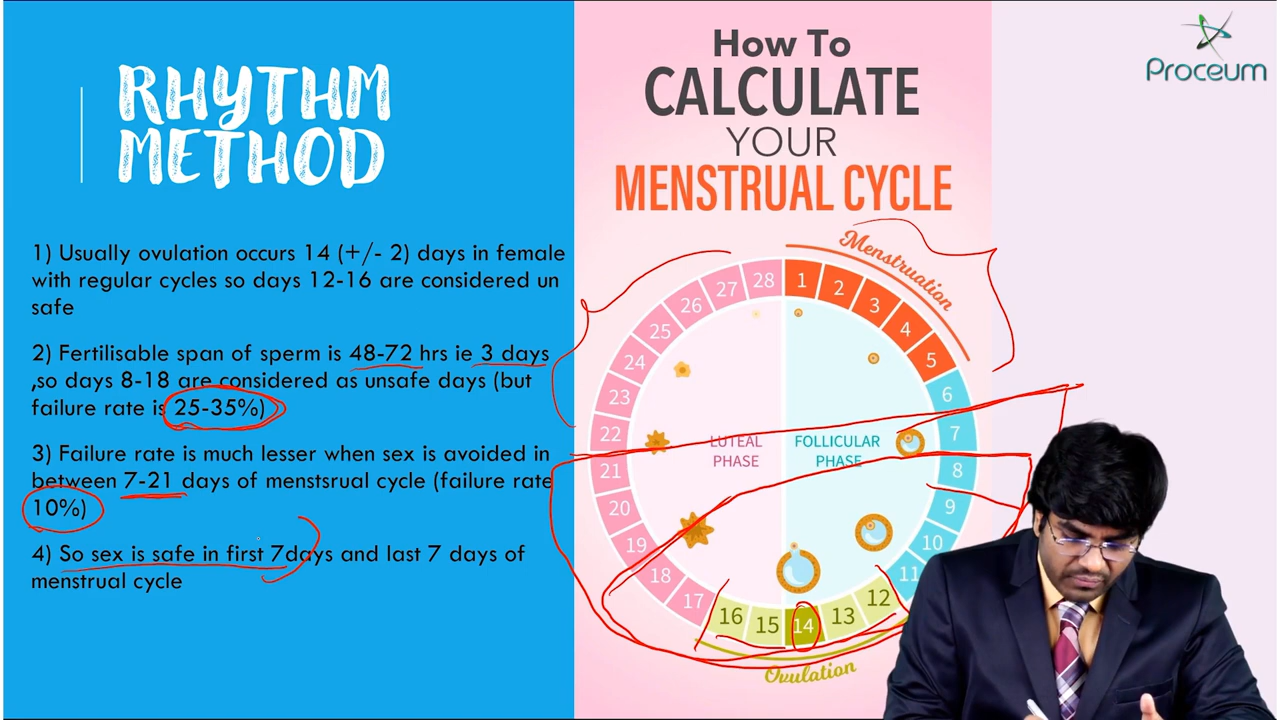 RHYTHM
METHOD
1) Usually ovulation occurs 14 (+/- 2) days in female
with regular cycles so days 12-16 are considered un
safe
2) Fertilisable span of sperm is 48-72 hrs ie 3 days
,so days 8-18 are considered as unsafe days (but
failure rate is 25-35%)
3) Failure rate is much lesser when sex is avoided in
between 7-21 days of menstsrual cycle (failure rate
10%)
4) So sex is safe in first 7days and last 7 days of
menstrual cycle
How To
CALCULATE
YOUR
MENSTRUAL CYCLE
Menstruation
1
2
3
4
5
6
7
8
9
10
11
12
13
14
15
16
17
18
19
20
21
22
23
24
25
26
27
28
LUTEAL
PHASE
FOLLICULAR
PHASE
Ovulation
Proceum